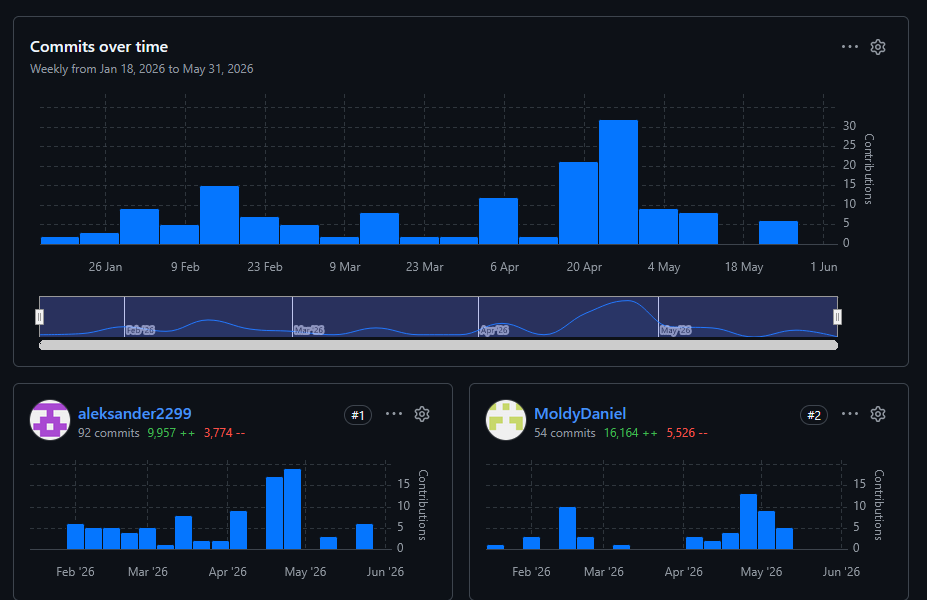 Commits over time
Weekly from Jan 18, 2026 to May 31, 2026
30
25
20
15
10
5
0
Contributions
26 Jan 9 Feb 23 Feb 9 Mar 23 Mar 6 Apr 20 Apr 4 May 18 May 1 Jun
Feb '26 Mar '26 Apr '26 May '26
aleksander2299 #1
92 commits 9,957 ++ 3,774 --
15
10
5
0
Contributions
Feb '26 Mar '26 Apr '26 May '26 Jun '26
MoldyDaniel #2
54 commits 16,164 ++ 5,526 --
15
10
5
0
Contributions
Feb '26 Mar '26 Apr '26 May '26 Jun '26